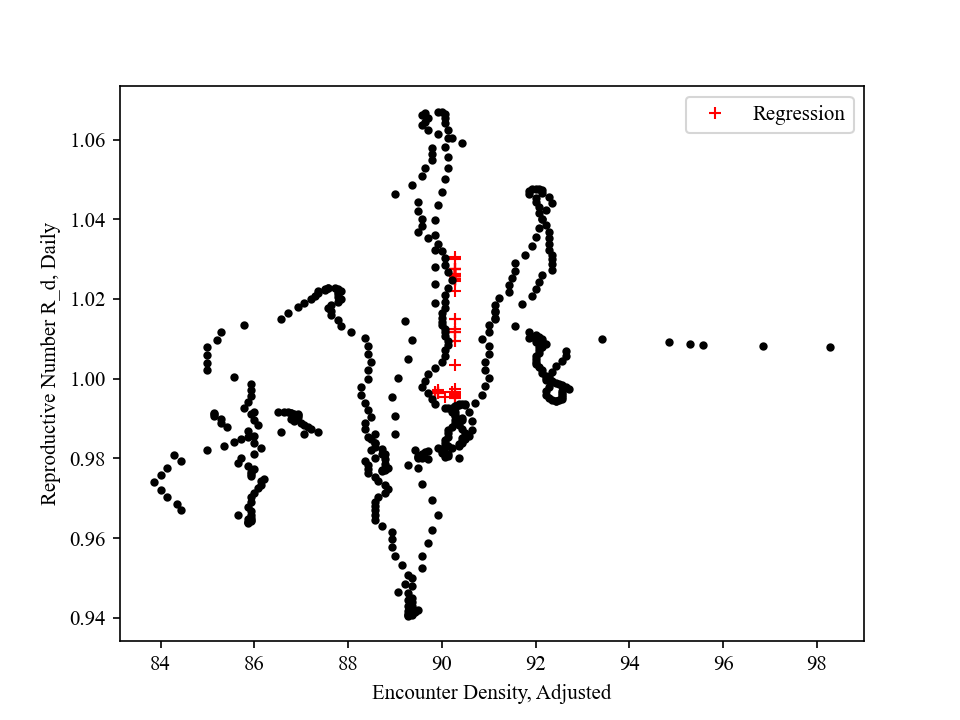 Regression
1.06
1.04
1.02
1.00
0.98
0.96
0.94
Reproductive Number R_d, Daily
84 86 88 90 92 94 96 98
Encounter Density, Adjusted